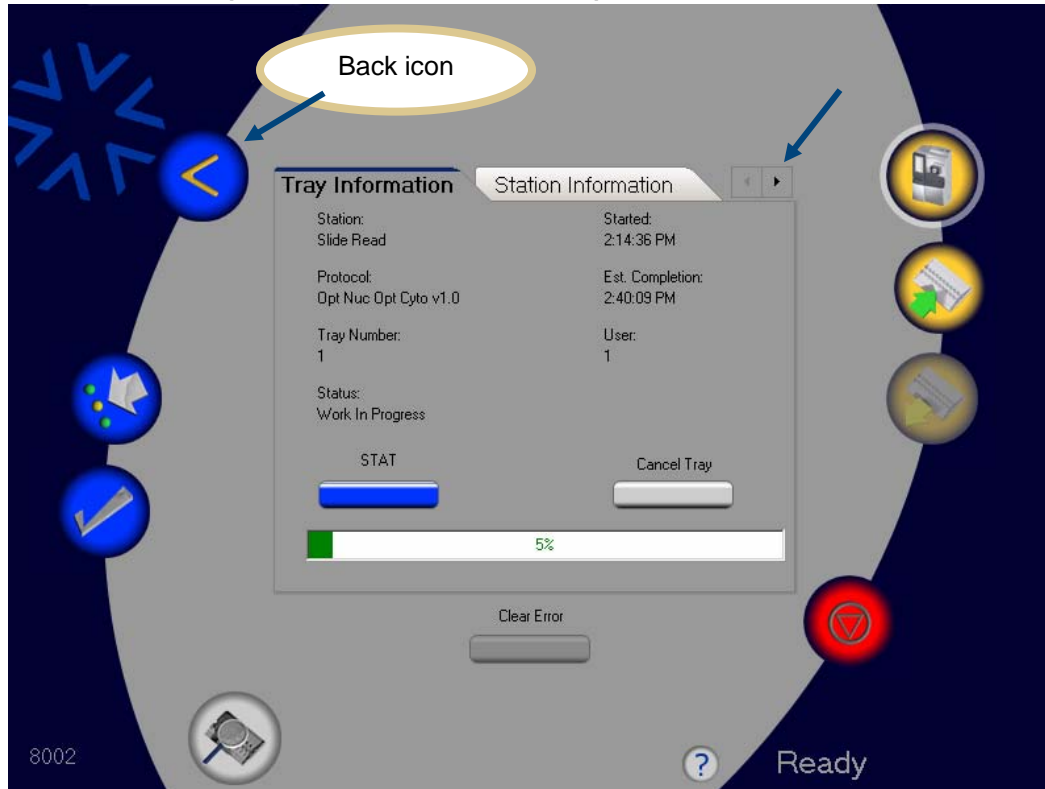 Back icon
Tray Information
Station Information
Station:
Slide Read
Started:
2:14:36 PM
Protocol:
Opt Nuc Opt Cyto v1.0
Est. Completion:
2:40:09 PM
Tray Number:
1
User:
1
Status:
Work In Progress
STAT
Cancel Tray
5%
Clear Error
8002
?
Ready